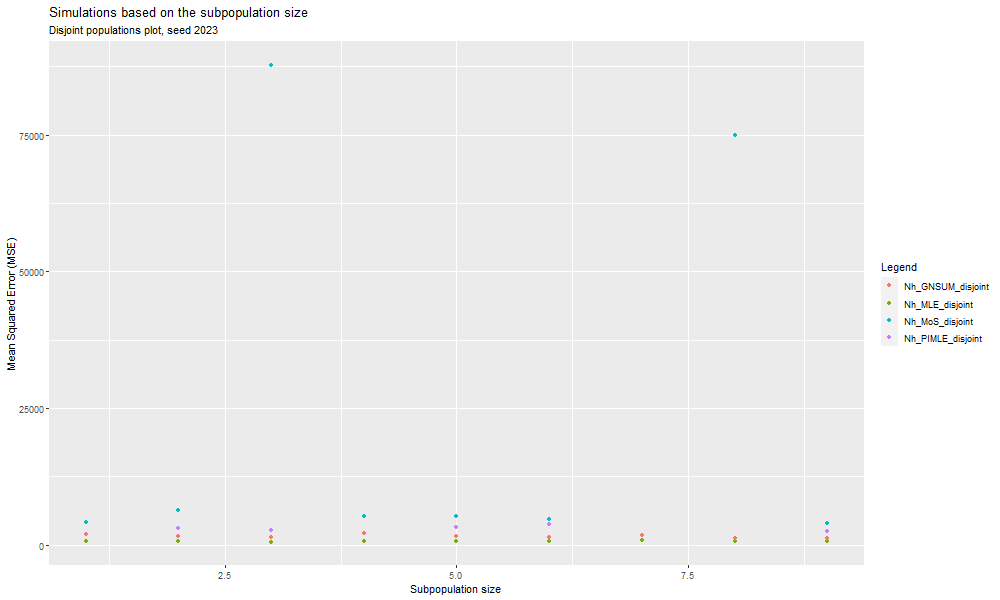 Simulations based on the subpopulation size
Disjoint populations plot, seed 2023
Mean Squared Error (MSE)
75000
50000
25000
0
2.5
5.0
7.5
Subpopulation size
Legend
Nh_GNSUM_disjoint
Nh_MLE_disjoint
Nh_MoS_disjoint
Nh_PIMLE_disjoint